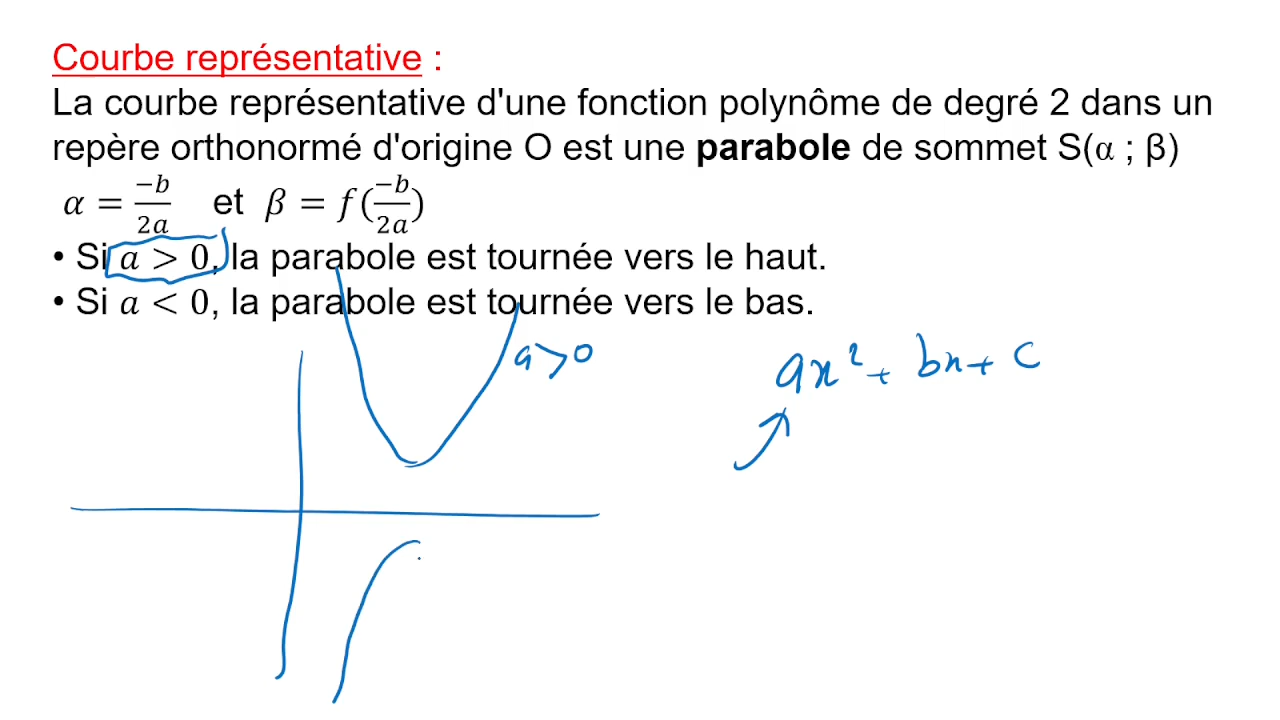 Courbe représentative :
La courbe représentative d'une fonction polynôme de degré 2 dans un
repère orthonormé d'origine O est une parabole de sommet S(α ; β)
α = −b/2a et β = f(−b/2a)
• Si a > 0, la parabole est tournée vers le haut.
• Si a < 0, la parabole est tournée vers le bas.
a>0
ax² + bx + c